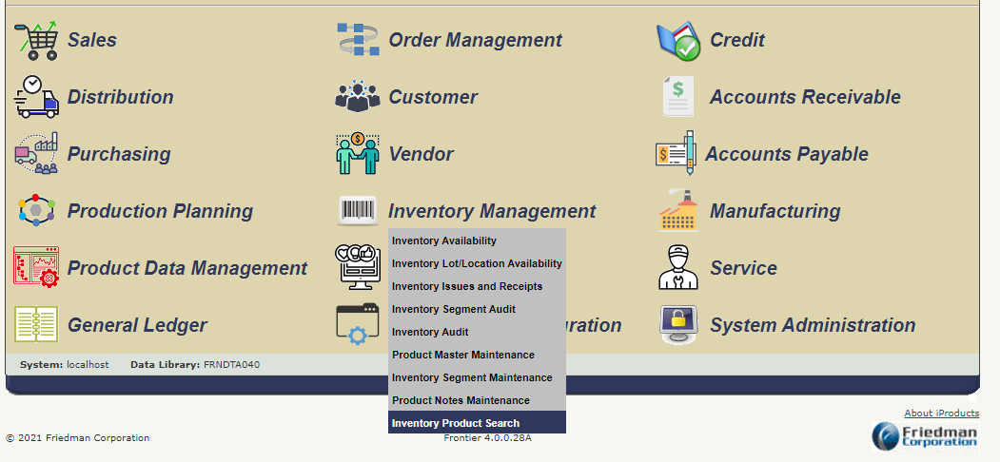 Sales
Order Management
Credit
Distribution
Customer
Accounts Receivable
Purchasing
Vendor
Accounts Payable
Production Planning
Inventory Management
Manufacturing
Inventory Availability
Inventory Lot/Location Availability
Inventory Issues and Receipts
Inventory Segment Audit
Inventory Audit
Product Master Maintenance
Inventory Segment Maintenance
Product Notes Maintenance
Inventory Product Search
Product Data Management
Service
General Ledger
System Administration
System: localhost Data Library: FRNDTA040
About iProducts
© 2021 Friedman Corporation
Frontier 4.0.0.28A
Friedman
Corporation